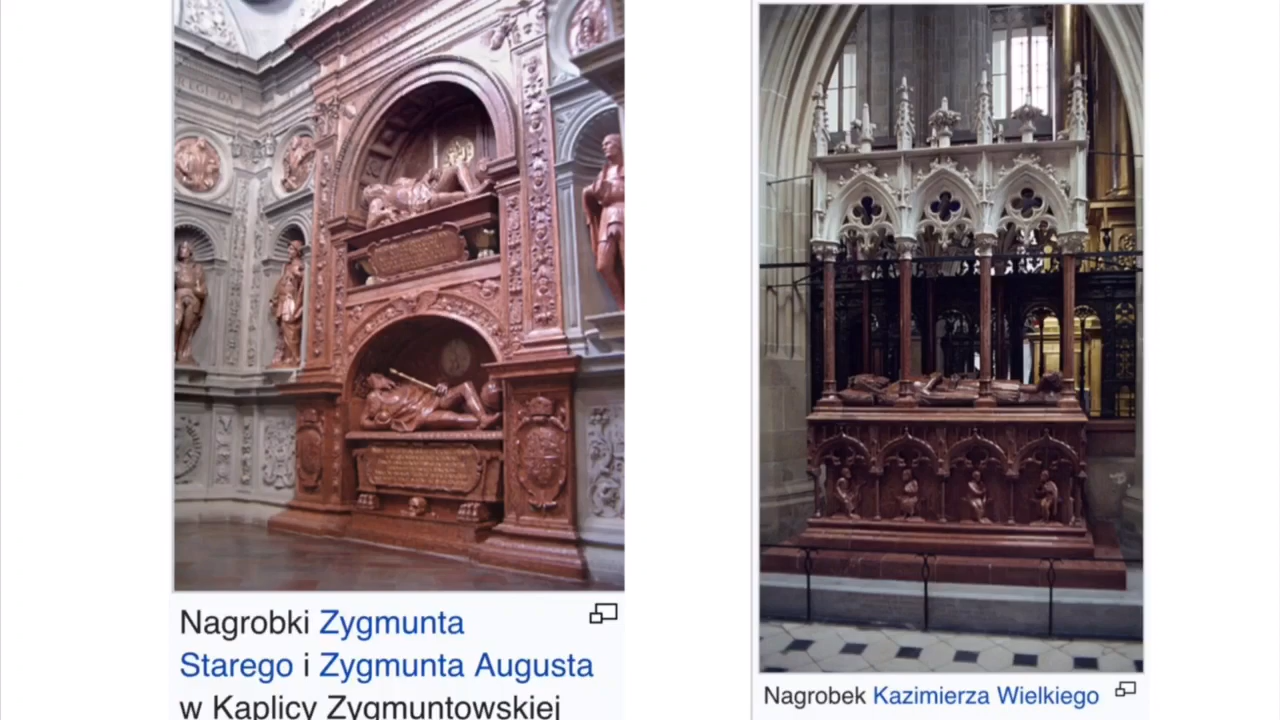 Nagrobki Zygmunta
Starego i Zygmunta Augusta
w Kaplicy Zygmuntowskiej
Nagrobek Kazimierza Wielkiego